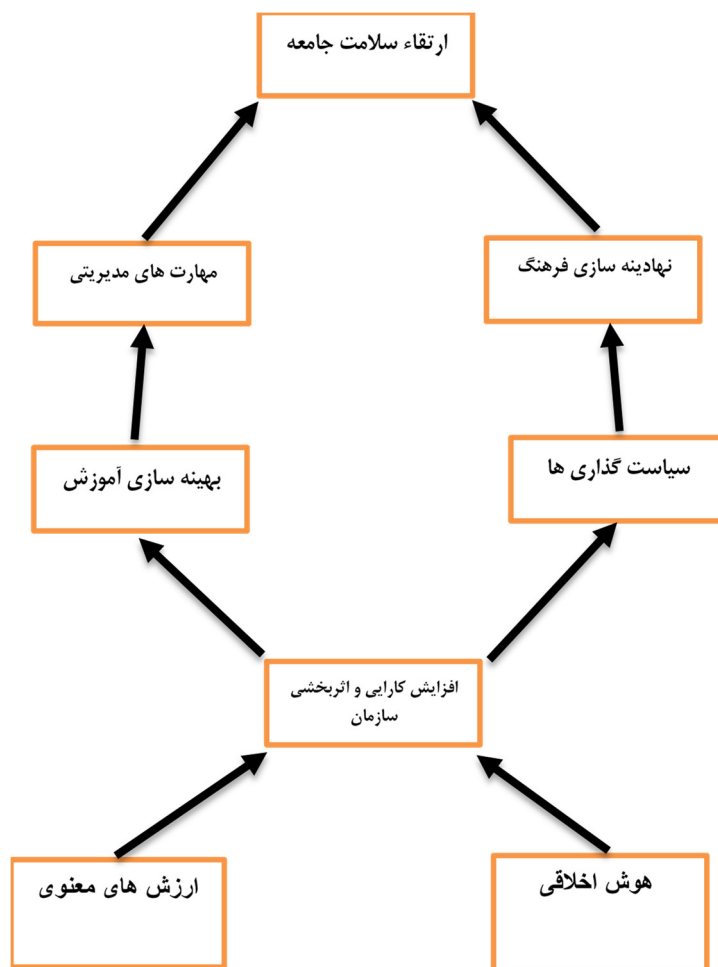 ارتقاء سلامت جامعه
نهادینه سازی فرهنگ
مهارت های مدیریتی
سیاست گذاری ها
بهینه سازی آموزش
افزایش کارایی و اثربخشی
سازمان
هوش اخلاقی
ارزش های معنوی